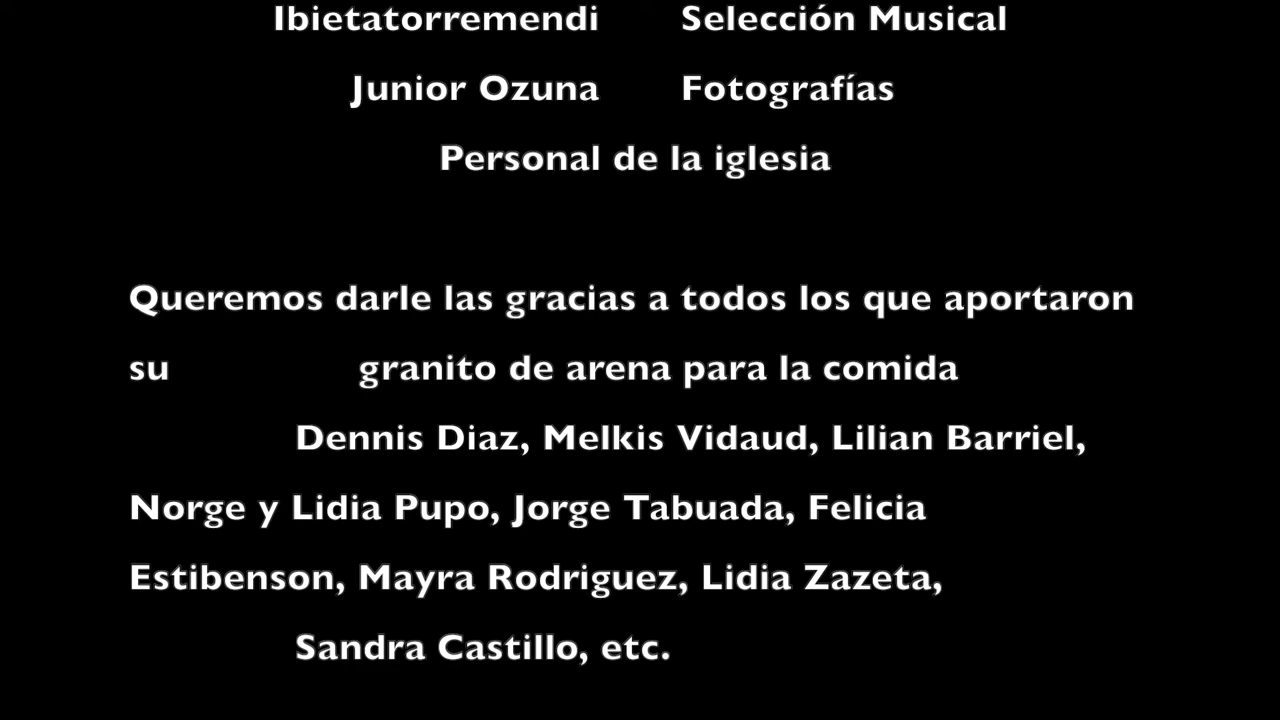 Ibietatorremendi Selección Musical
Junior Ozuna Fotografías
Personal de la iglesia
Queremos darle las gracias a todos los que aportaron
su granito de arena para la comida
Dennis Diaz, Melkis Vidaud, Lilian Barriel,
Norge y Lidia Pupo, Jorge Tabuada, Felicia
Estibenson, Mayra Rodriguez, Lidia Zazeta,
Sandra Castillo, etc.